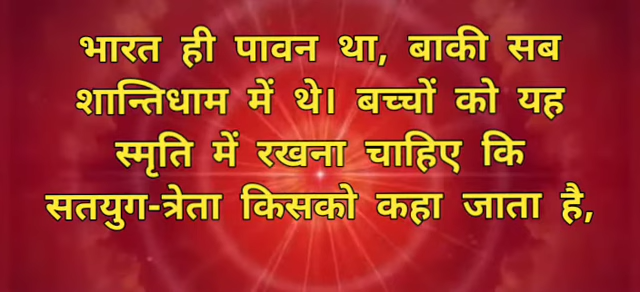 भारत ही पावन था, बाकी सब
शान्तिधाम में थे। बच्चों को यह
स्मृति में रखना चाहिए कि
सतयुग-त्रेता किसको कहा जाता है,